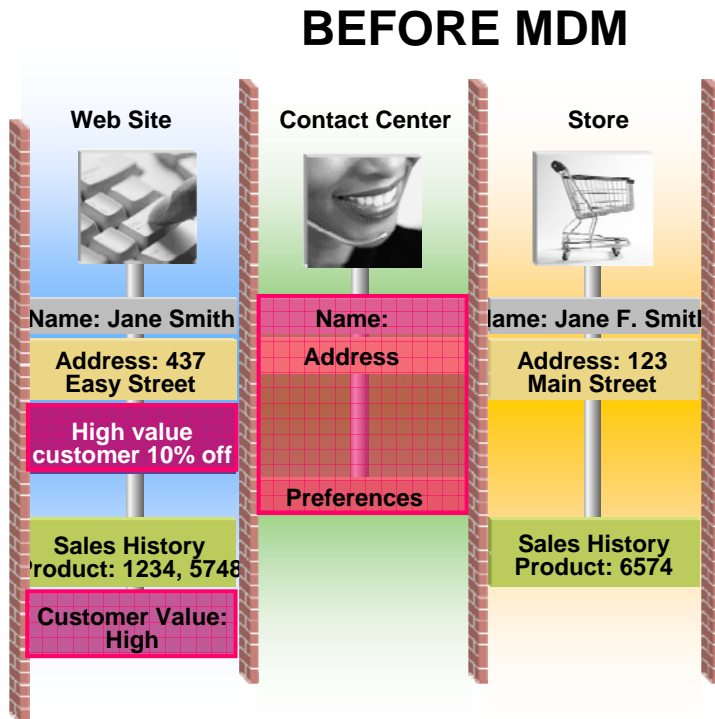 BEFORE MDM
Web Site
Name: Jane Smith
Address: 437
Easy Street
High value
customer 10% off
Sales History
Product: 1234, 5748
Customer Value:
High
Contact Center
Name:
Address
Preferences
Store
Name: Jane F. Smith
Address: 123
Main Street
Sales History
Product: 6574